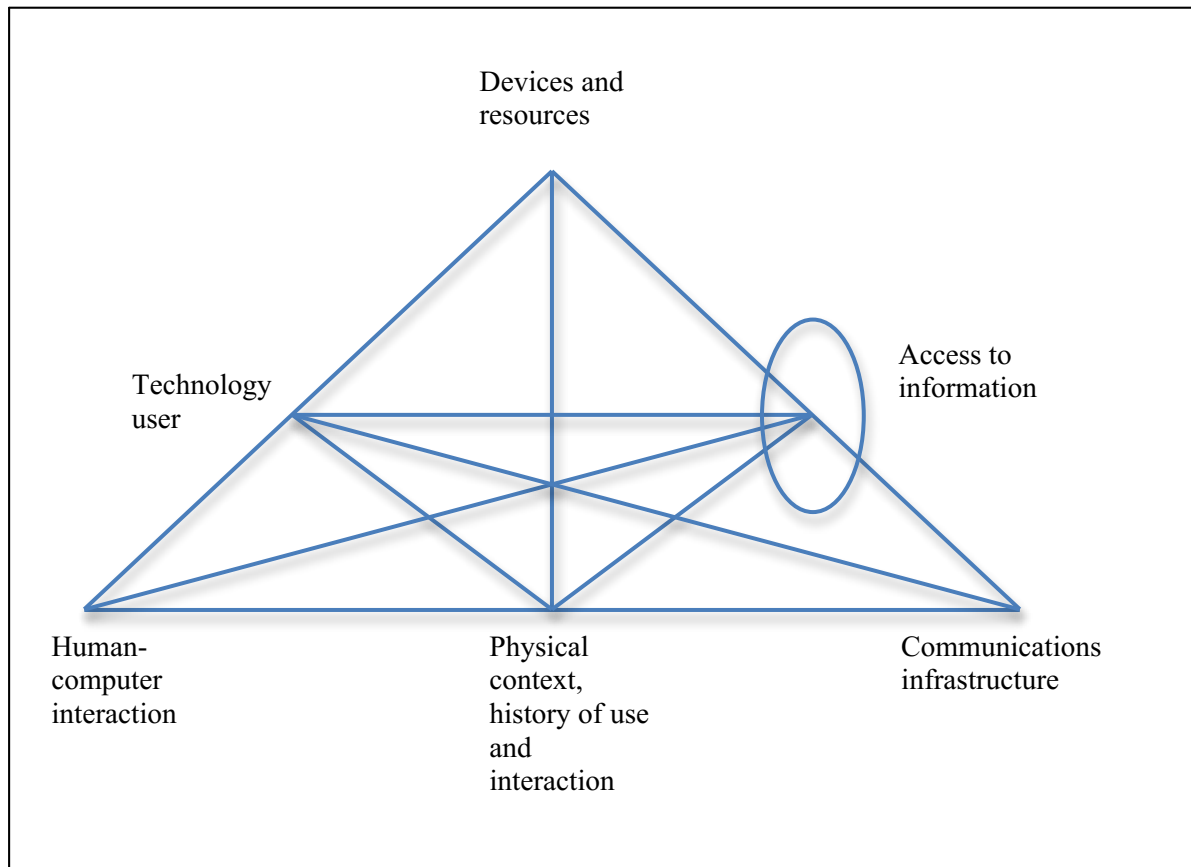 Devices and
resources
Technology
user
Access to
information
Human-
computer
interaction
Physical
context,
history of use
and
interaction
Communications
infrastructure